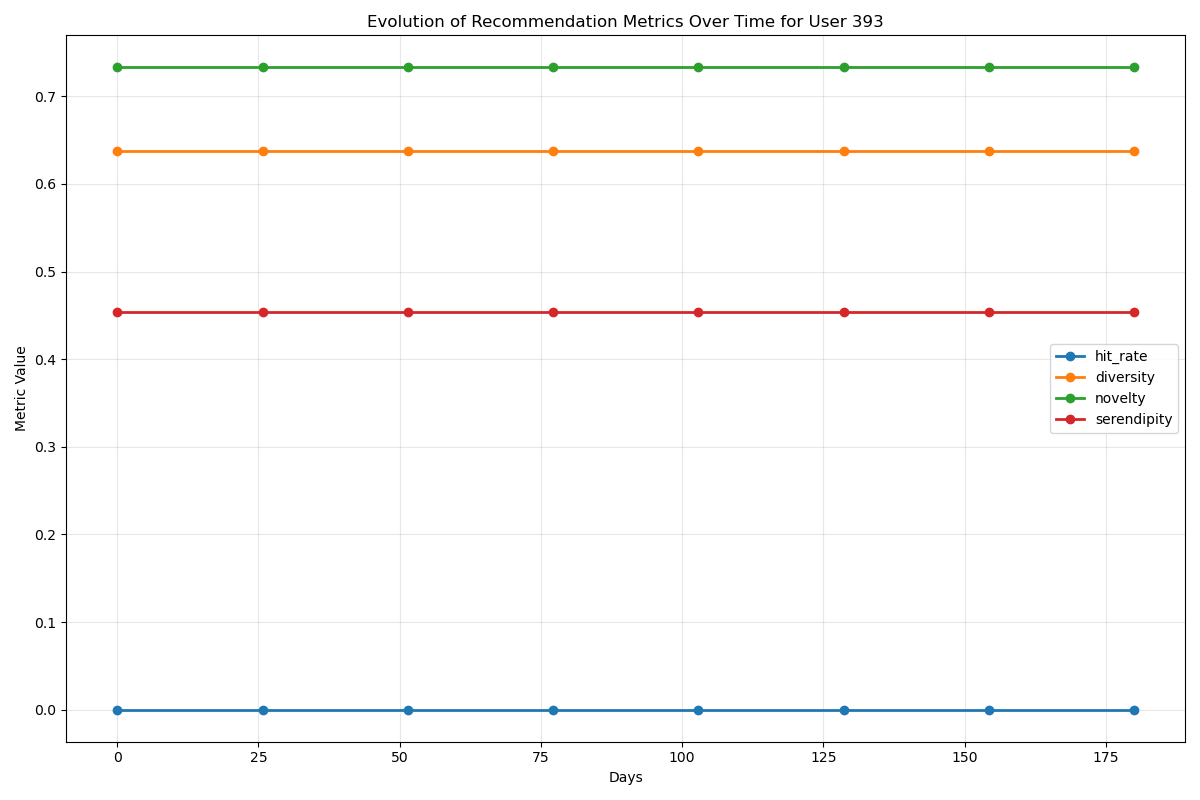 Evolution of Recommendation Metrics Over Time for User 393
Metric Value
0.7
0.6
0.5
0.4
0.3
0.2
0.1
0.0
hit_rate
diversity
novelty
serendipity
0 25 50 75 100 125 150 175
Days